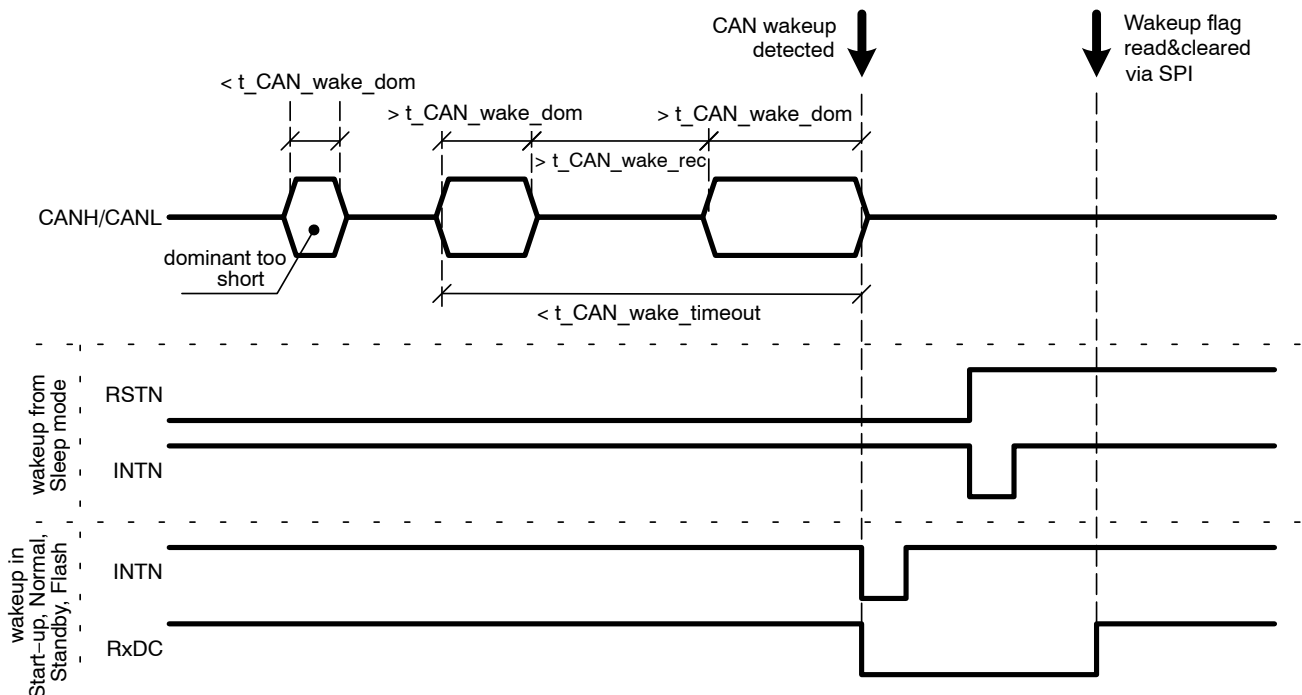 CAN wakeup
detected
Wakeup flag
read&cleared
via SPI
< t_CAN_wake_dom
> t_CAN_wake_dom
> t_CAN_wake_dom
> t_CAN_wake_rec
CANH/CANL
dominant too
short
< t_CAN_wake_timeout
wakeup from
Sleep mode
RSTN
INTN
wakeup in
Start−up, Normal,
Standby, Flash
INTN
RxDC